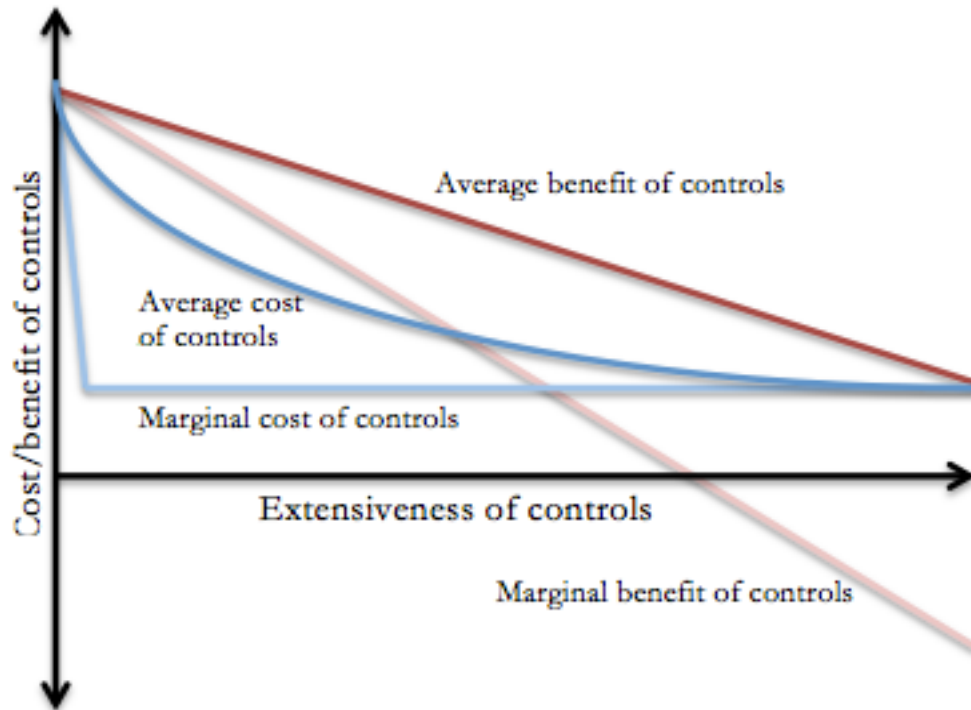 Cost/benefit of controls
Average benefit of controls
Average cost
of controls
Marginal cost of controls
Extensiveness of controls
Marginal benefit of controls